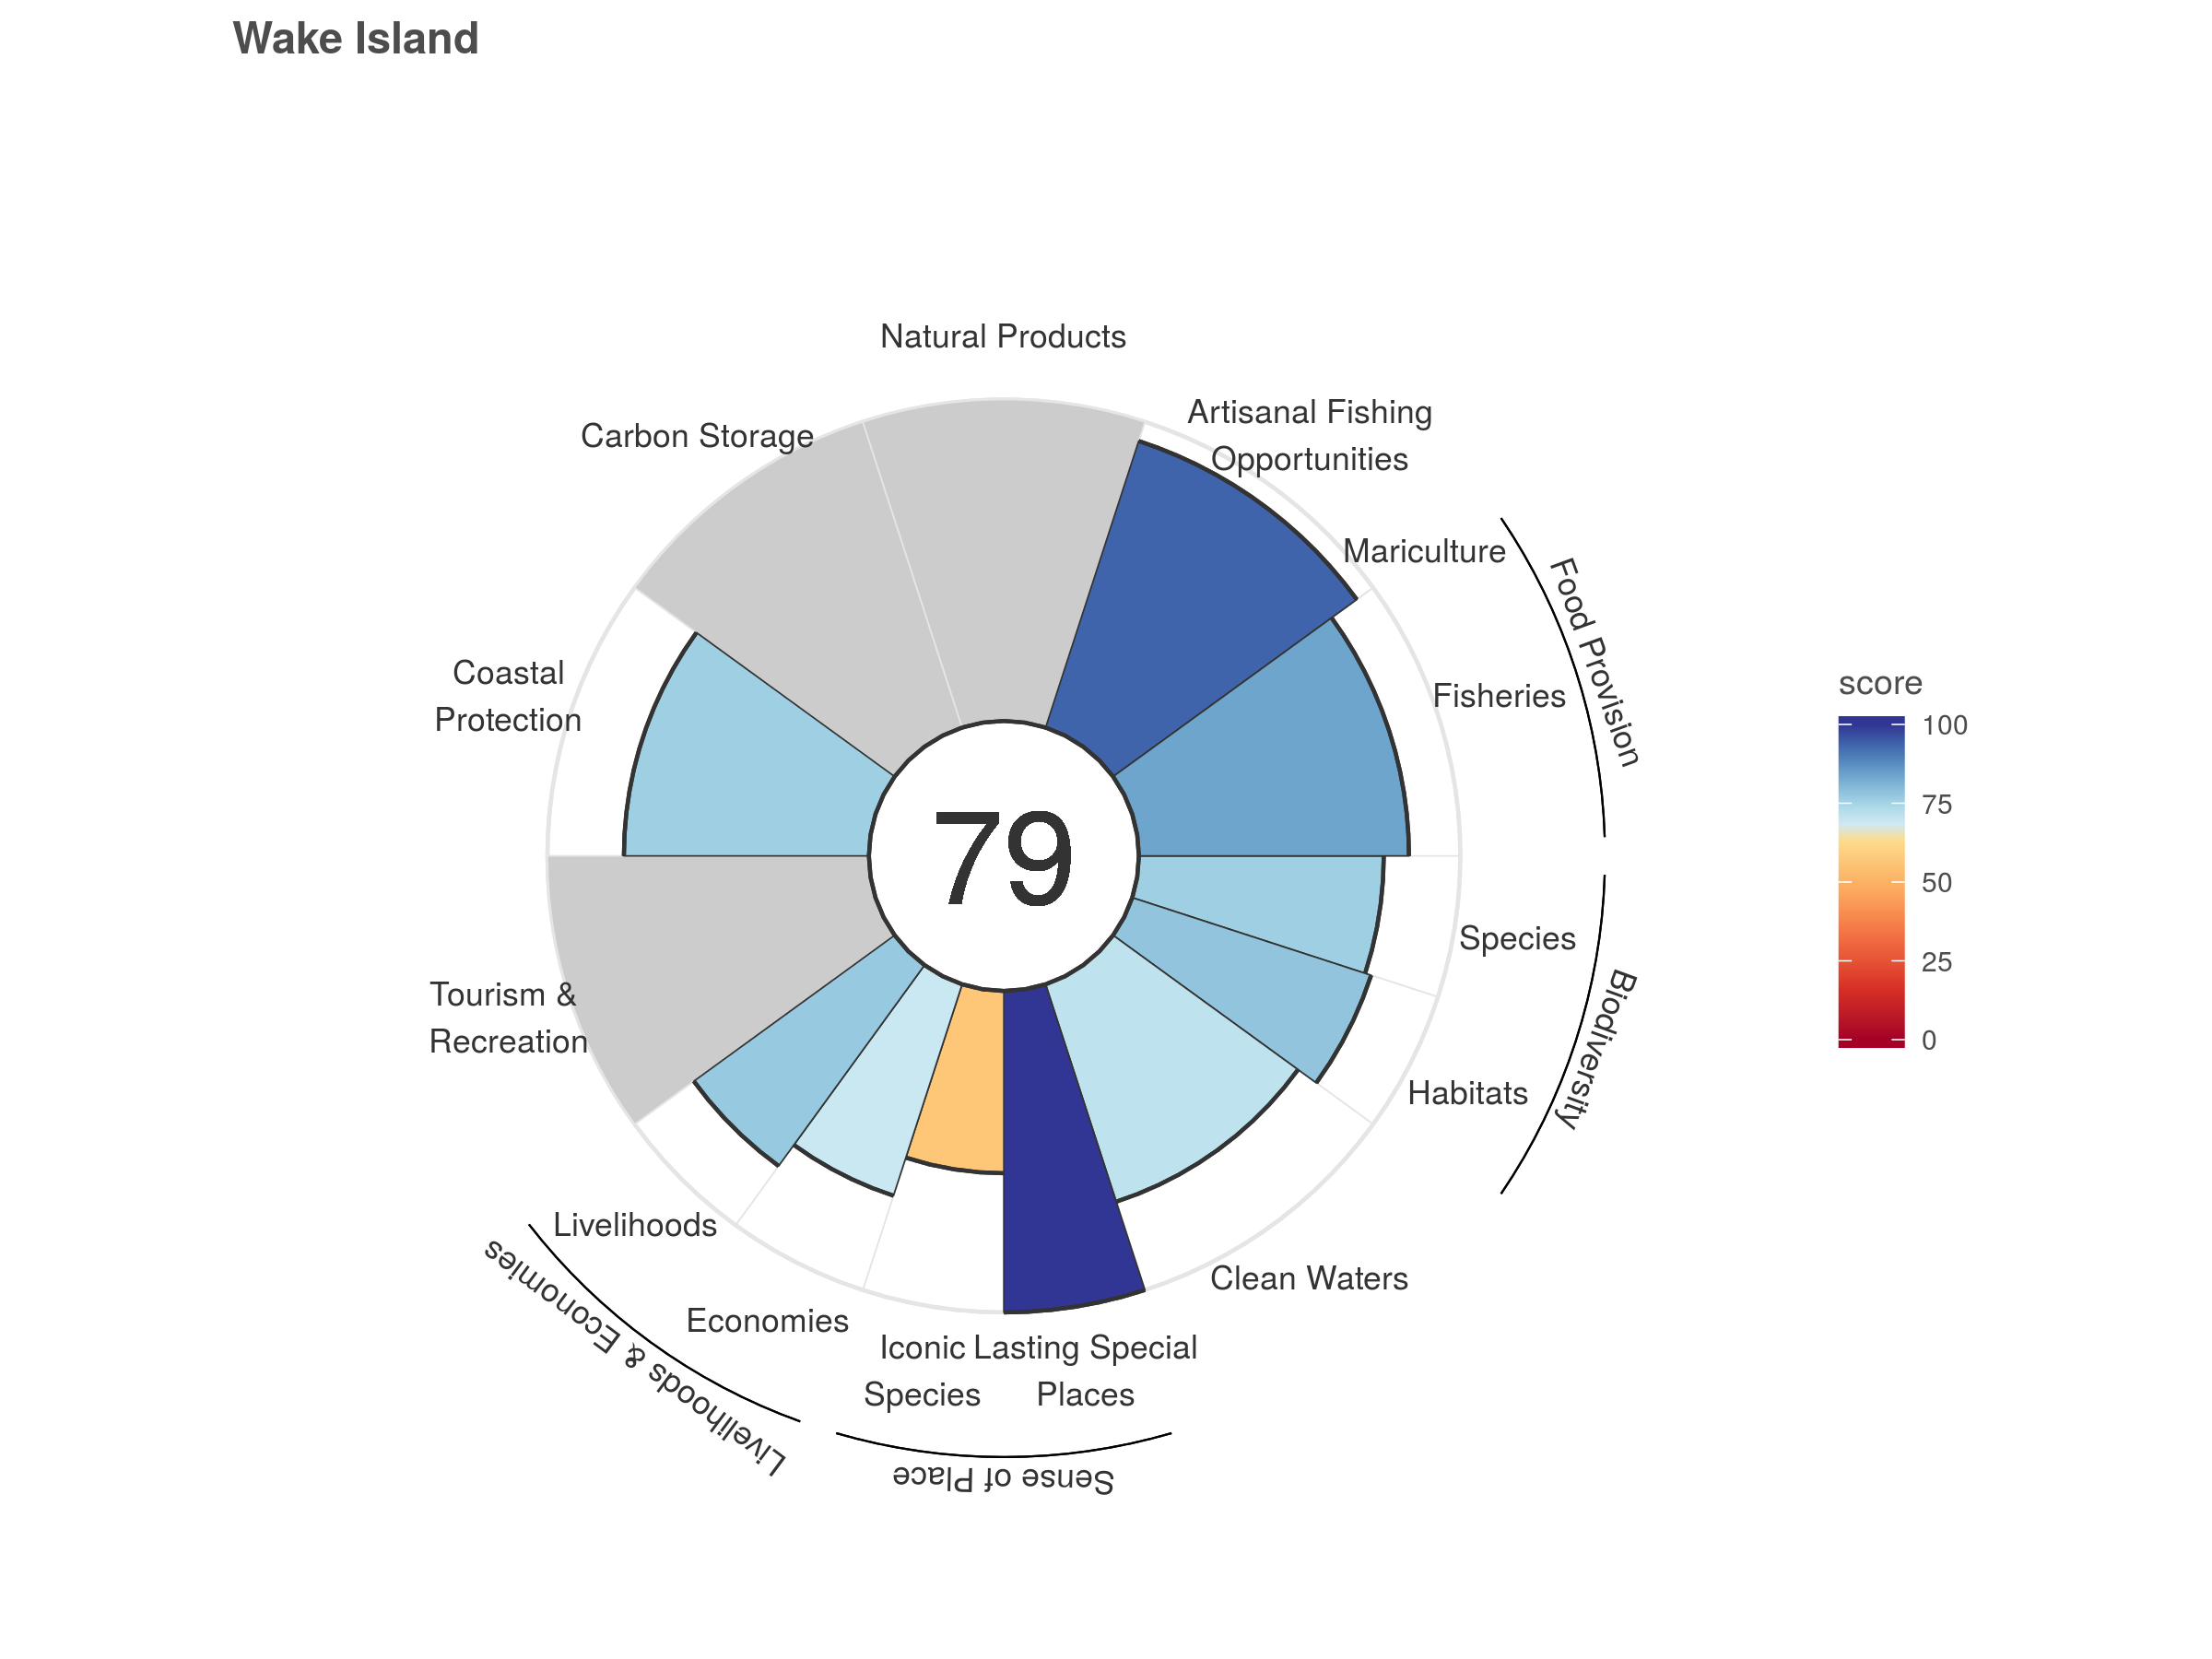 Wake Island
Natural Products
Artisanal Fishing
Opportunities
Carbon Storage
Mariculture
Food Provision
Fisheries
Coastal
Protection
79
score
100
75
50
25
0
Species
Biodiversity
Habitats
Tourism &
Recreation
Livelihoods
Clean Waters
Economies
Iconic
Species
Lasting Special
Places
Livelihoods & Economies
Sense of Place